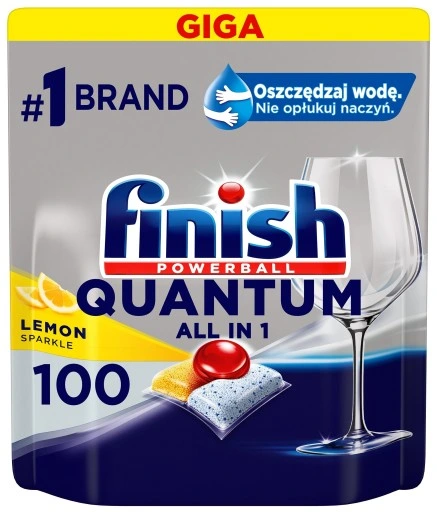 GIGA
#1 BRAND
Oszczędzaj wodę.
Nie opłukuj naczyń.
finish
POWERBALL
QUANTUM
ALL IN 1
LEMON
SPARKLE
100